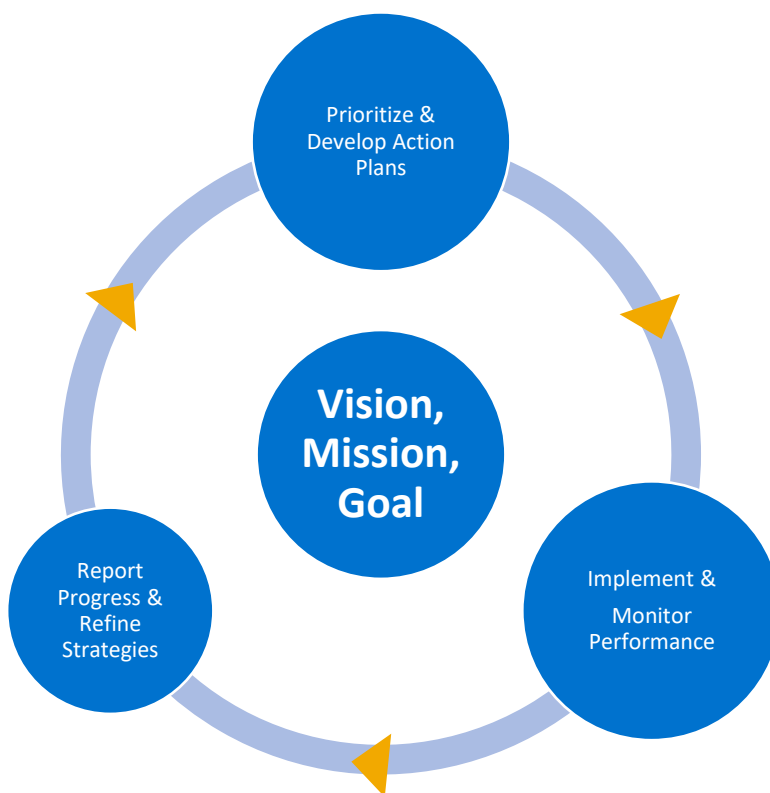 Prioritize &
Develop Action
Plans
Vision,
Mission,
Goal
Report
Progress &
Refine
Strategies
Implement &
Monitor
Performance